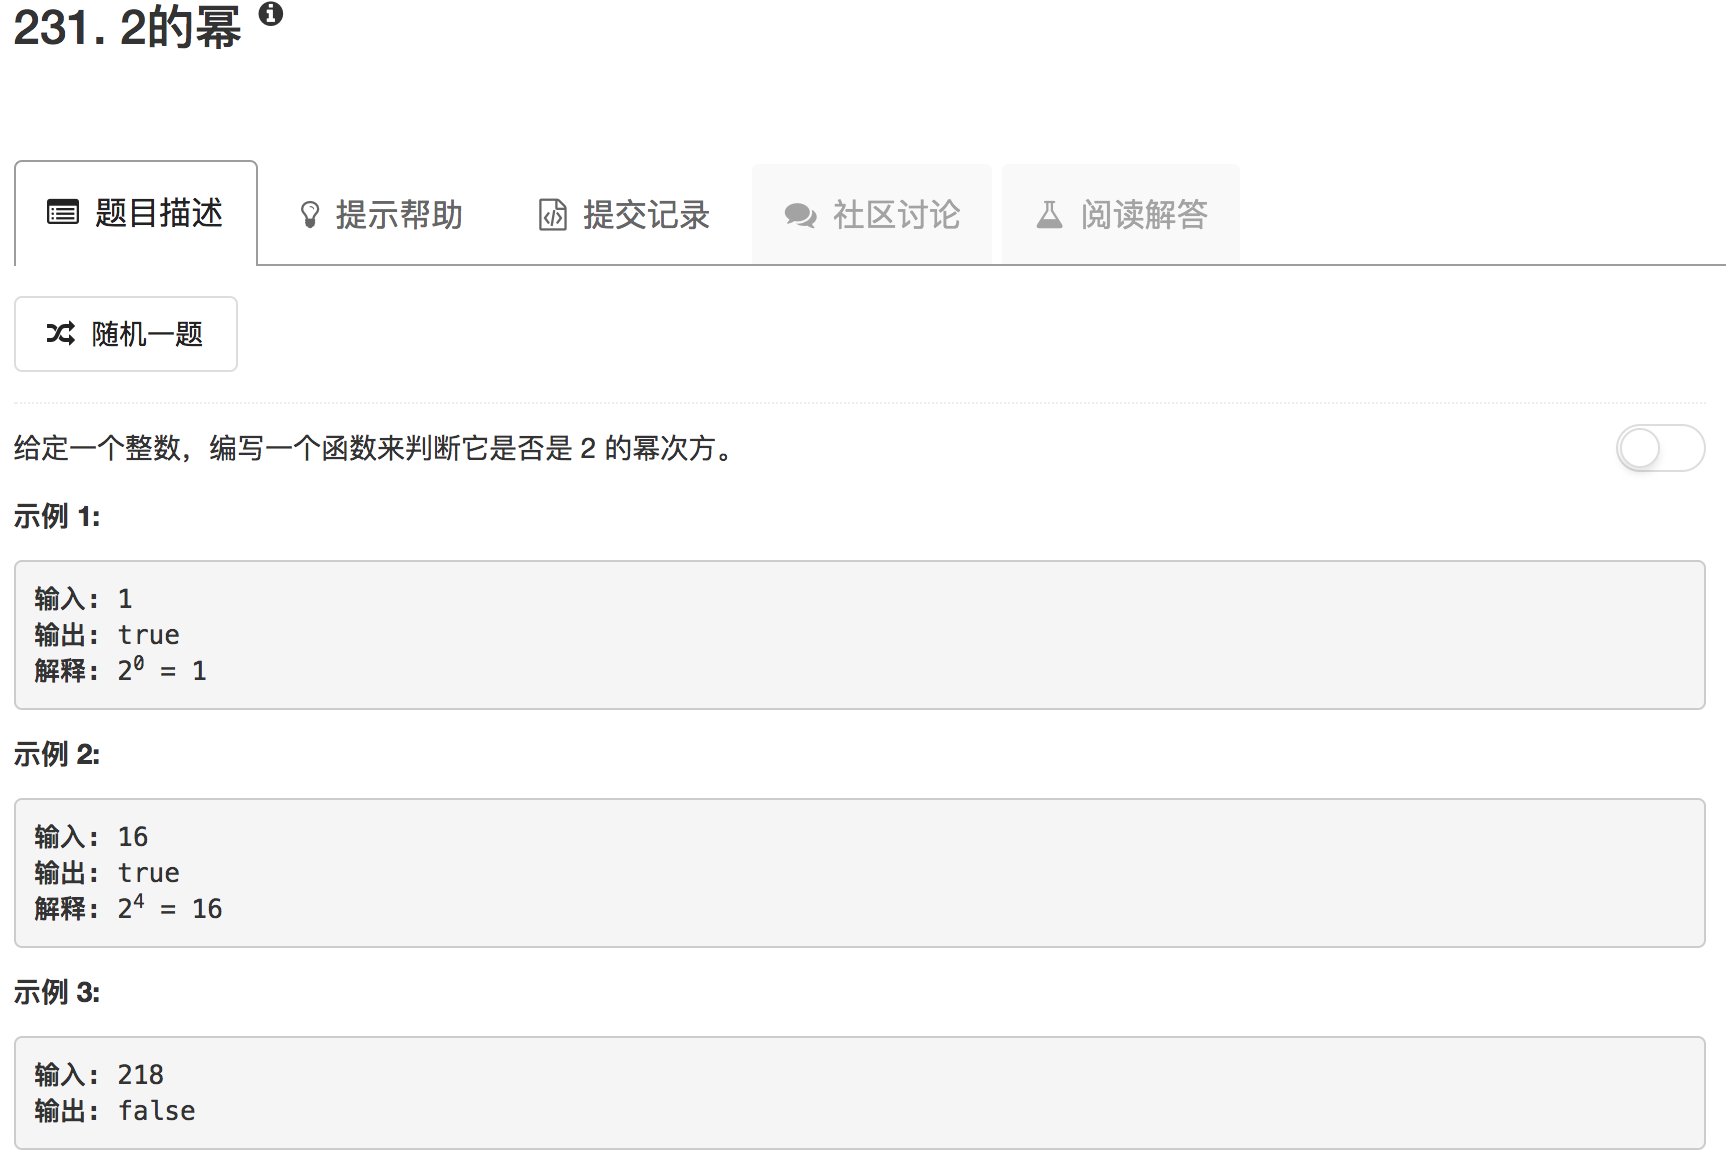 231. 2的幂
题目描述 提示帮助 提交记录 社区讨论 阅读解答
随机一题
给定一个整数，编写一个函数来判断它是否是 2 的幂次方。
示例 1:
输入: 1
输出: true
解释: 2⁰ = 1
示例 2:
输入: 16
输出: true
解释: 2⁴ = 16
示例 3:
输入: 218
输出: false